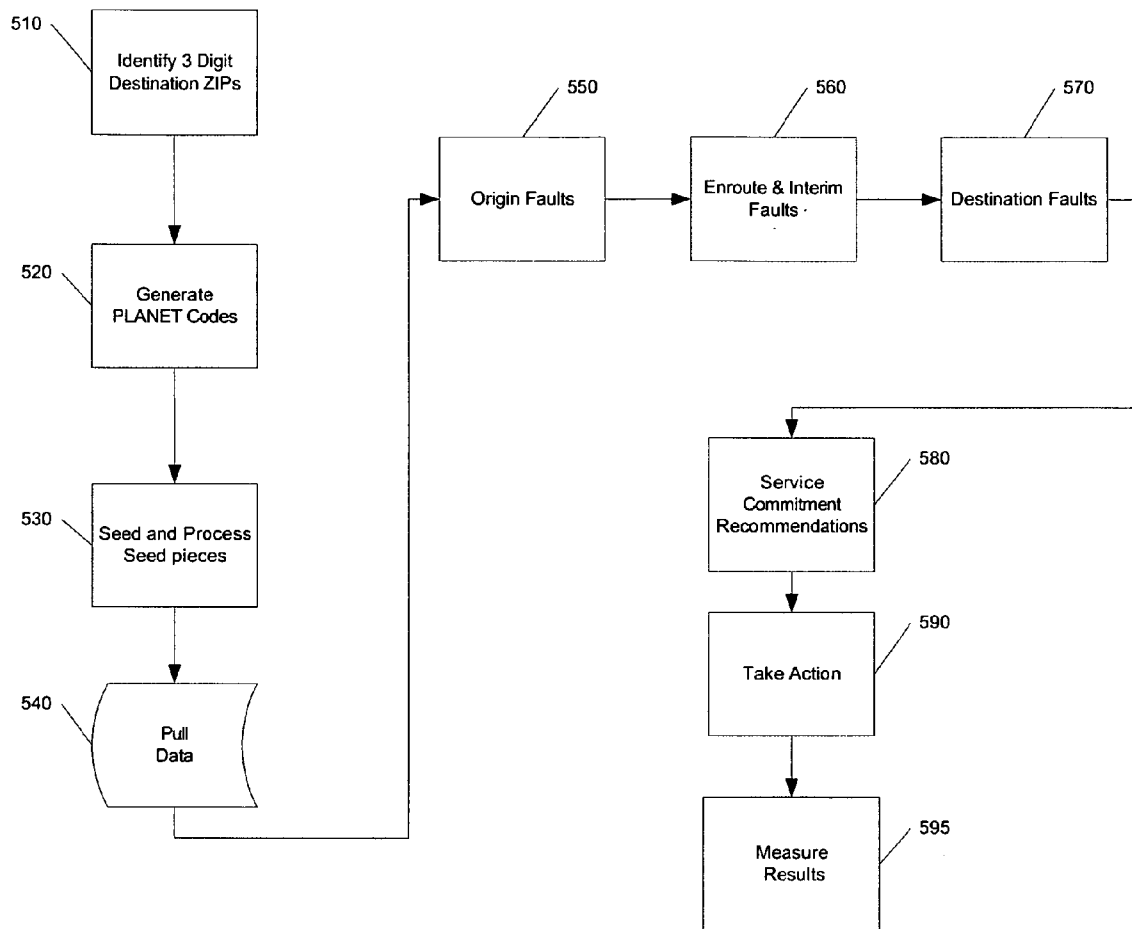 510
Identify 3 Digit
Destination ZIPs
520
Generate
PLANET Codes
530
Seed and Process
Seed pieces
540
Pull
Data
550
Origin Faults
560
Enroute & Interim
Faults
570
Destination Faults
580
Service
Commitment
Recommendations
590
Take Action
595
Measure
Results